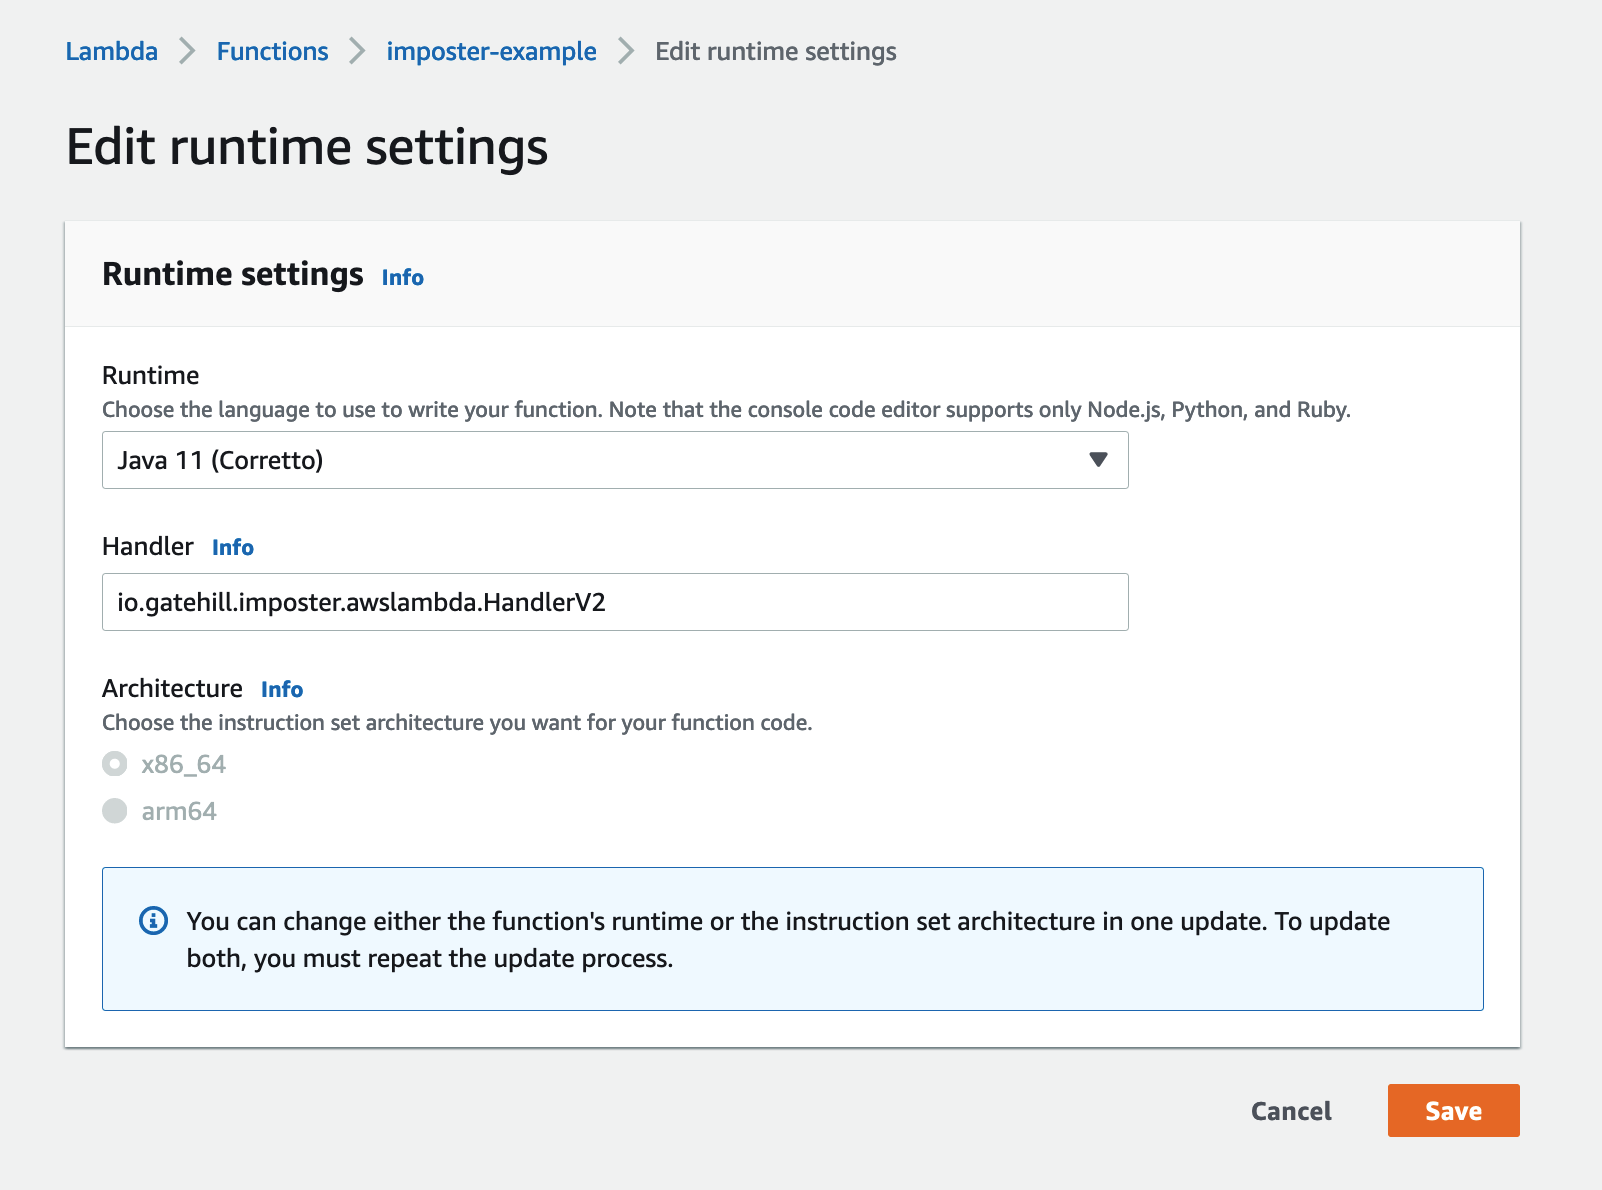 Lambda > Functions > imposter-example > Edit runtime settings
Edit runtime settings
Runtime settings Info
Runtime
Choose the language to use to write your function. Note that the console code editor supports only Node.js, Python, and Ruby.
Java 11 (Corretto)
Handler Info
io.gatehill.imposter.awslambda.HandlerV2
Architecture Info
Choose the instruction set architecture you want for your function code.
x86_64
arm64
You can change either the function's runtime or the instruction set architecture in one update. To update
both, you must repeat the update process.
Cancel Save